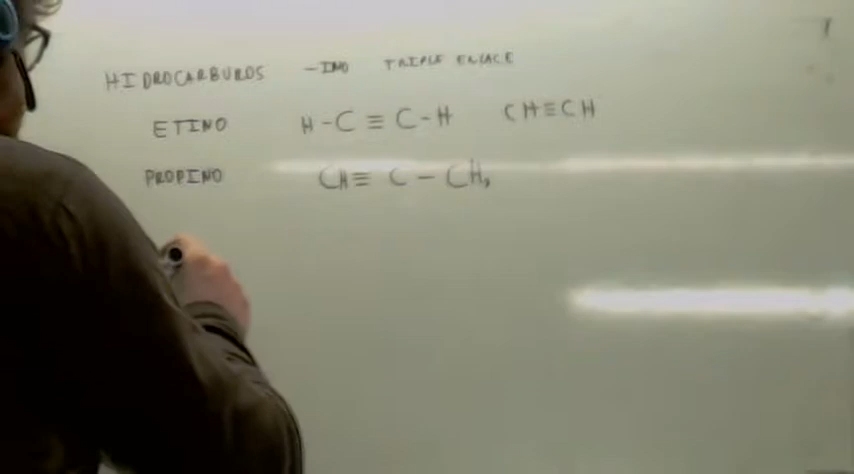 HIDROCARBUROS -INO TRIPLE ENLACE
ETINO H-C≡C-H CH≡CH
PROPINO CH≡C-CH₃